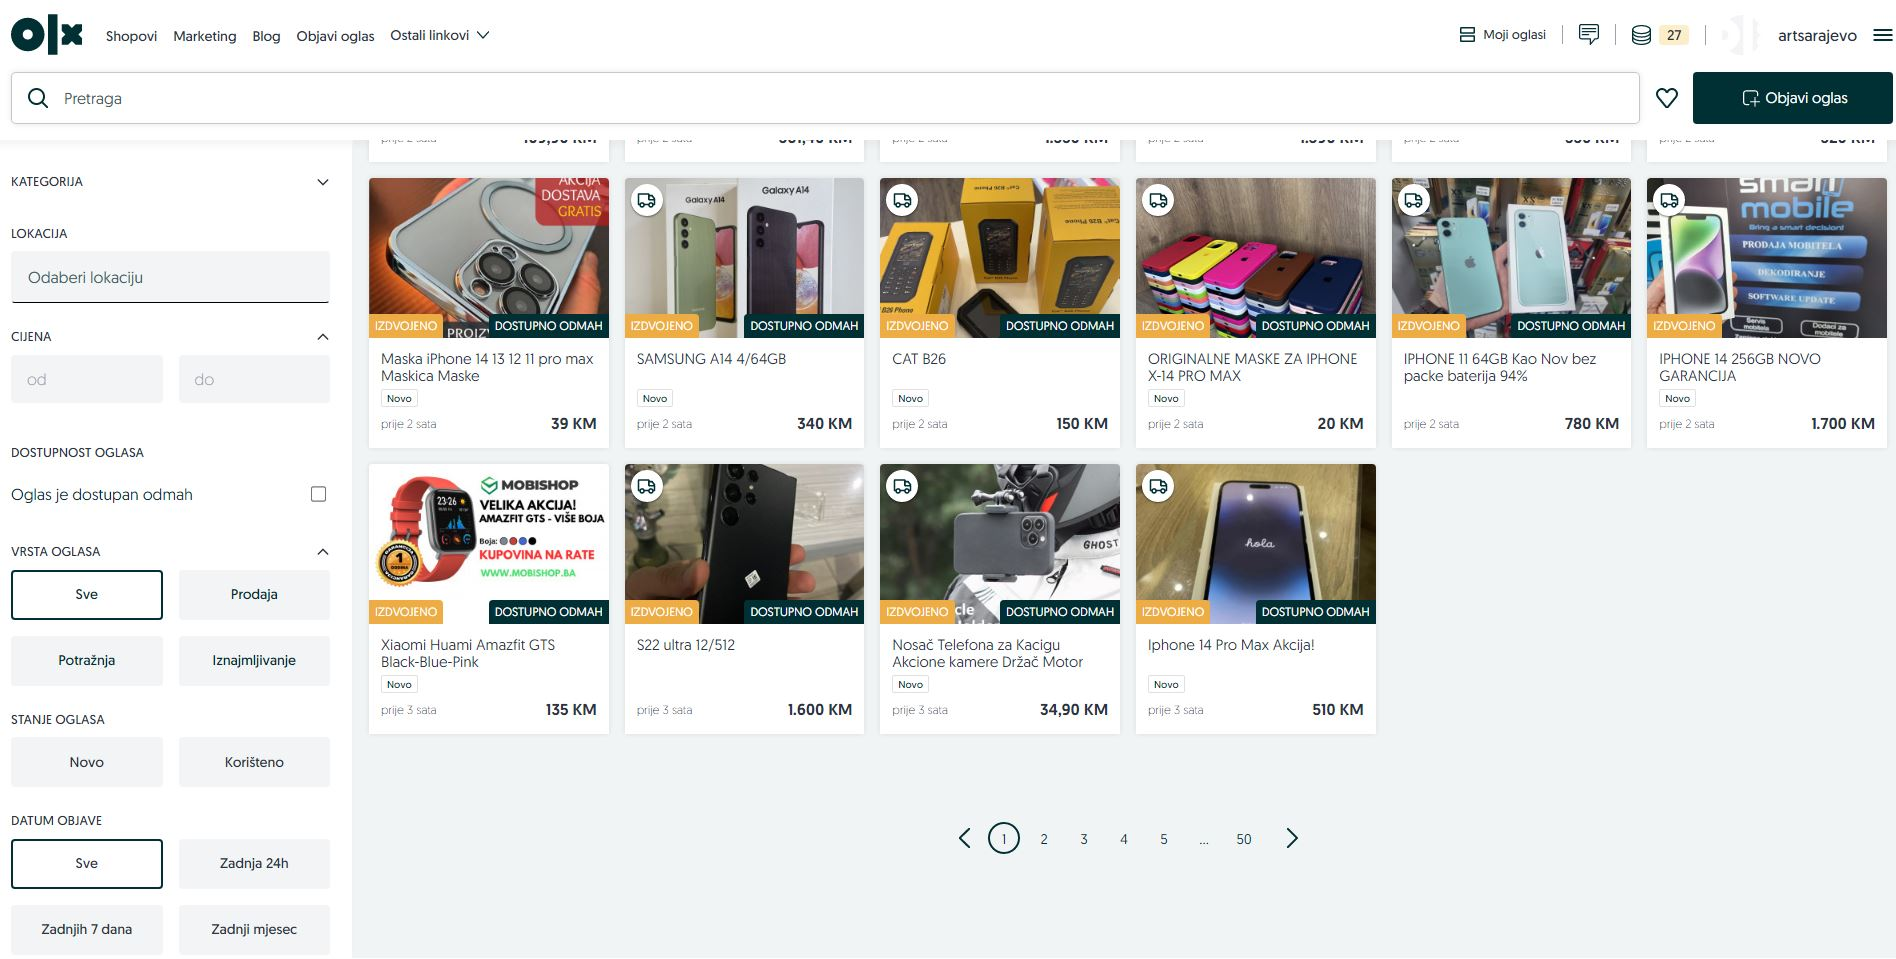 olx
Shopovi
Marketing
Blog
Objavi oglas
Ostali linkovi
Moji oglasi
27
artsarajevo
Pretraga
Objavi oglas
KATEGORIJA
LOKACIJA
Odaberi lokaciju
CIJENA
od
do
DOSTUPNOST OGLASA
Oglas je dostupan odmah
VRSTA OGLASA
Sve
Prodaja
Potražnja
Iznajmljivanje
STANJE OGLASA
Novo
Korišteno
DATUM OBJAVE
Sve
Zadnja 24h
Zadnjih 7 dana
Zadnji mjesec
AKCIJA
DOSTAVA
GRATIS
IZDVOJENO
DOSTUPNO ODMAH
Maska iPhone 14 13 12 11 pro max
Maskica Maske
Novo
prije 2 sata
39 KM
Galaxy A14
Galaxy A14
IZDVOJENO
DOSTUPNO ODMAH
SAMSUNG A14 4/64GB
Novo
prije 2 sata
340 KM
IZDVOJENO
DOSTUPNO ODMAH
CAT B26
Novo
prije 2 sata
150 KM
IZDVOJENO
DOSTUPNO ODMAH
ORIGINALNE MASKE ZA IPHONE
X-14 PRO MAX
Novo
prije 2 sata
20 KM
IZDVOJENO
DOSTUPNO ODMAH
IPHONE 11 64GB Kao Nov bez
packe baterija 94%
prije 2 sata
780 KM
smart
mobile
Bring a smart decision!
PRODAJA MOBITELA
DEKODIRANJE
SOFTWARE UPDATE
Servis
mobitela
Dodaci za
mobitele
IZDVOJENO
IPHONE 14 256GB NOVO
GARANCIJA
Novo
prije 2 sata
1.700 KM
23:26
MOBISHOP
VELIKA AKCIJA!
AMAZFIT GTS - VIŠE BOJA
Boja:
KUPOVINA NA RATE
WWW.MOBISHOP.BA
IZDVOJENO
DOSTUPNO ODMAH
Xiaomi Huami Amazfit GTS
Black-Blue-Pink
Novo
prije 3 sata
135 KM
IZDVOJENO
DOSTUPNO ODMAH
S22 ultra 12/512
prije 3 sata
1.600 KM
GHOST
IZDVOJENO
DOSTUPNO ODMAH
Nosač Telefona za Kacigu
Akcione kamere Držač Motor
Novo
prije 3 sata
34,90 KM
hola
IZDVOJENO
DOSTUPNO ODMAH
Iphone 14 Pro Max Akcija!
Novo
prije 3 sata
510 KM
1 2 3 4 5 ... 50